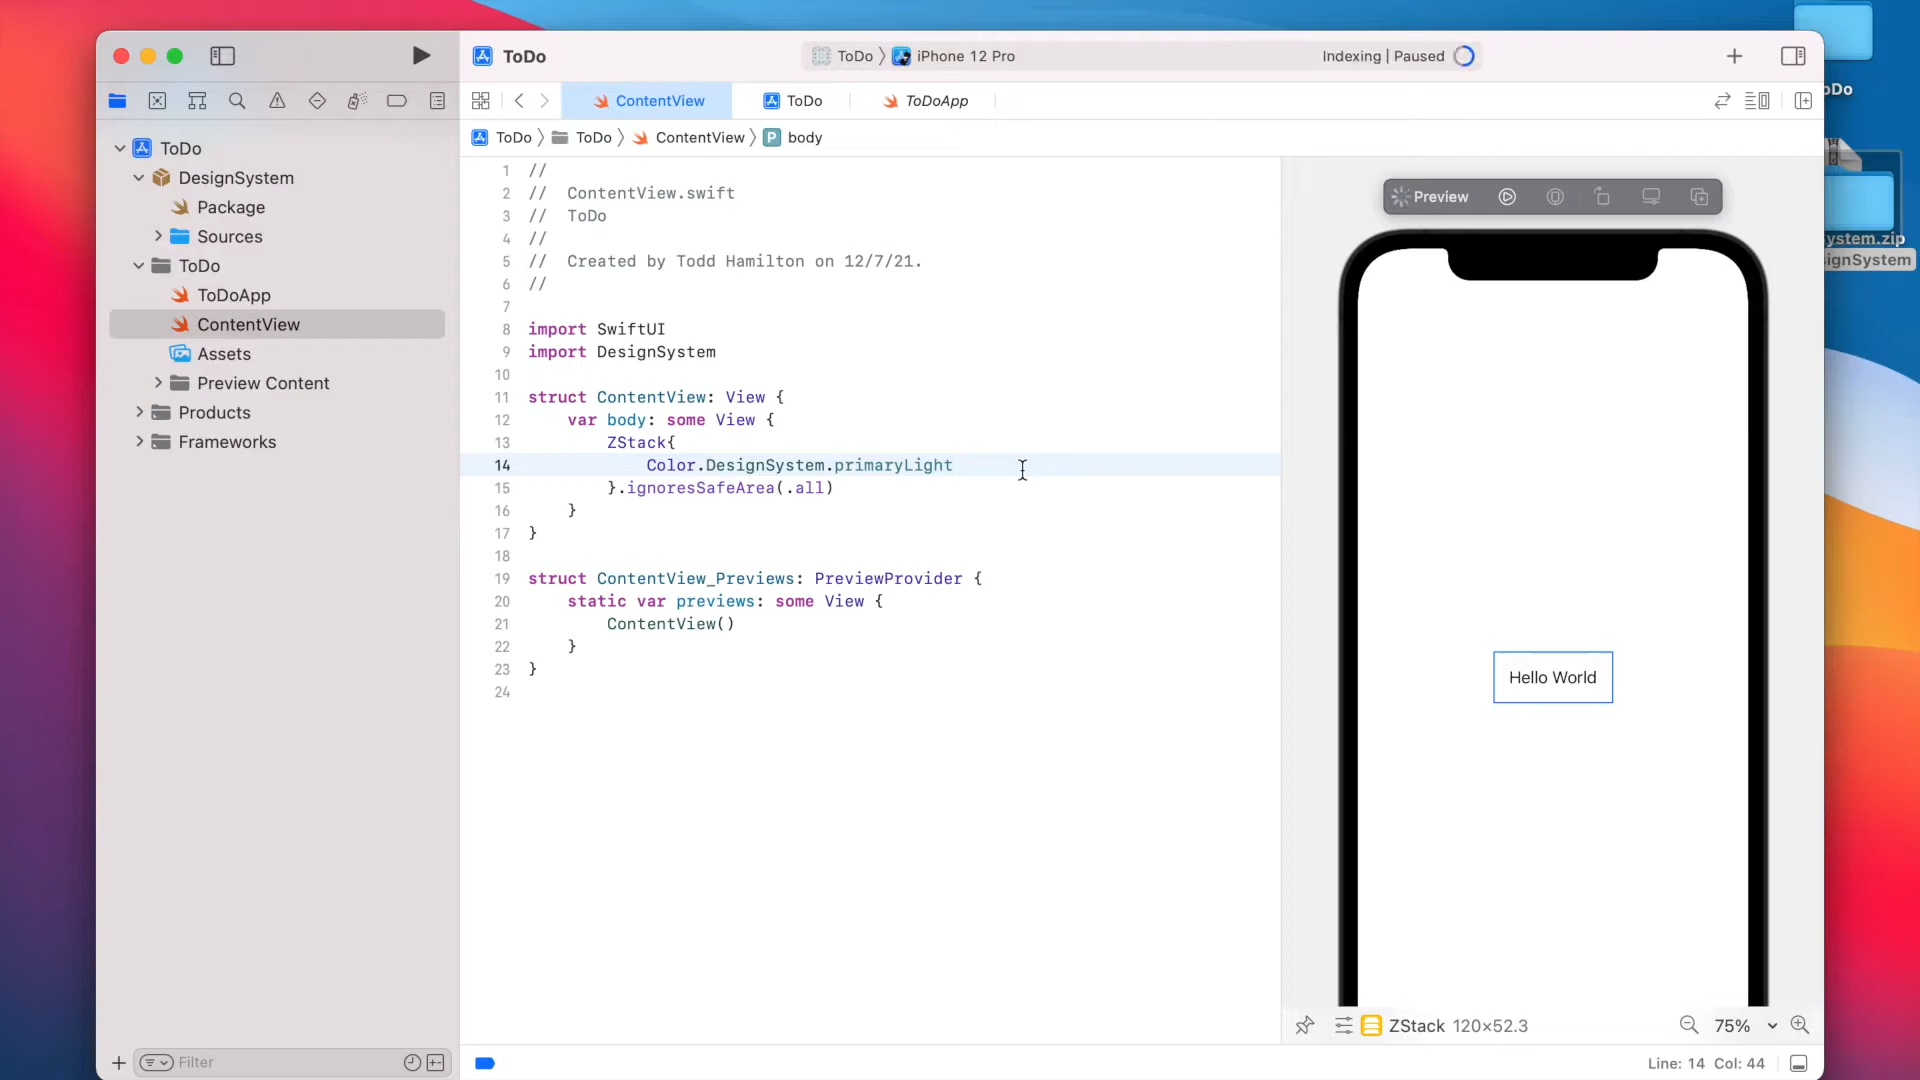 ToDo
ToDo 〉 iPhone 12 Pro
Indexing | Paused
ContentView
ToDo
ToDoApp
ToDo 〉 ToDo 〉 ContentView 〉 P body
ToDo
DesignSystem
Package
Sources
ToDo
ToDoApp
ContentView
Assets
Preview Content
Products
Frameworks
Filter
1 //
2 //  ContentView.swift
3 //  ToDo
4 //
5 //  Created by Todd Hamilton on 12/7/21.
6 //
7
8 import SwiftUI
9 import DesignSystem
10
11 struct ContentView: View {
12     var body: some View {
13         ZStack{
14             Color.DesignSystem.primaryLight
15         }.ignoresSafeArea(.all)
16     }
17 }
18
19 struct ContentView_Previews: PreviewProvider {
20     static var previews: some View {
21         ContentView()
22     }
23 }
24
Preview
Hello World
ZStack 120×52.3
75%
Line: 14 Col: 44
oDo
ystem.zip
ignSystem